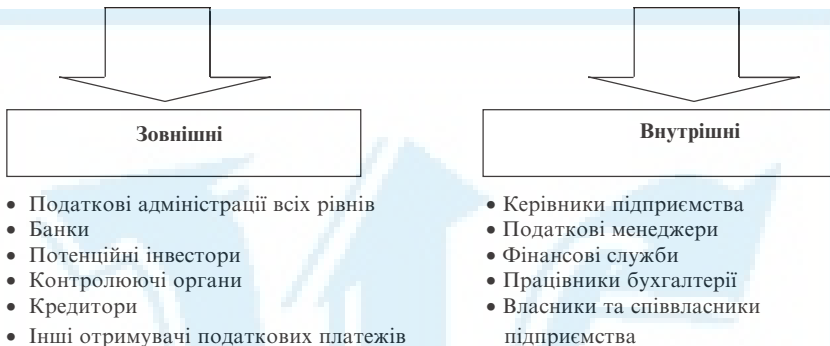 Зовнішні
• Податкові адміністрації всіх рівнів
• Банки
• Потенційні інвестори
• Контролюючі органи
• Кредитори
• Інші отримувачі податкових платежів
Внутрішні
• Керівники підприємства
• Податкові менеджери
• Фінансові служби
• Працівники бухгалтерії
• Власники та співвласники
підприємства